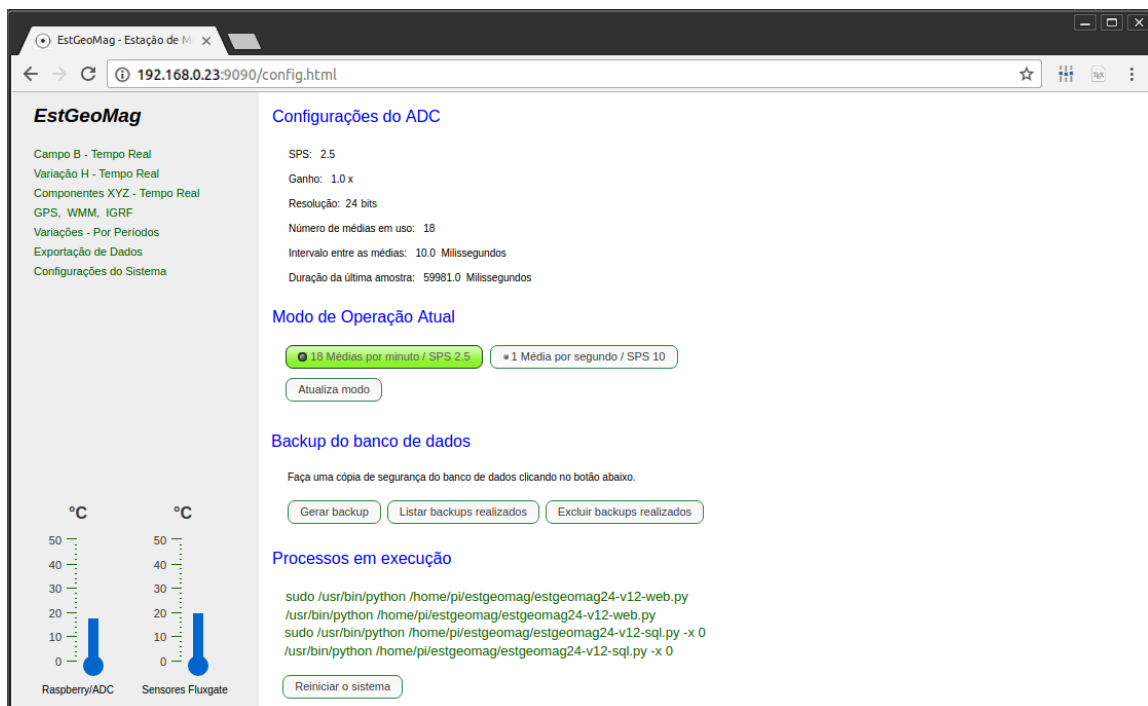 EstGeoMag - Estação de M
192.168.0.23:9090/config.html
EstGeoMag
Campo B - Tempo Real
Variação H - Tempo Real
Componentes XYZ - Tempo Real
GPS, WMM, IGRF
Variações - Por Períodos
Exportação de Dados
Configurações do Sistema
°C °C
50 50
40 40
30 30
20 20
10 10
0 0
Raspberry/ADC Sensores Fluxgate
Configurações do ADC
SPS: 2.5
Ganho: 1.0 x
Resolução: 24 bits
Número de médias em uso: 18
Intervalo entre as médias: 10.0 Milissegundos
Duração da última amostra: 59981.0 Milissegundos
Modo de Operação Atual
18 Médias por minuto / SPS 2.5 1 Média por segundo / SPS 10
Atualiza modo
Backup do banco de dados
Faça uma cópia de segurança do banco de dados clicando no botão abaixo.
Gerar backup Listar backups realizados Excluir backups realizados
Processos em execução
sudo /usr/bin/python /home/pi/estgeomag/estgeomag24-v12-web.py
/usr/bin/python /home/pi/estgeomag/estgeomag24-v12-web.py
sudo /usr/bin/python /home/pi/estgeomag/estgeomag24-v12-sql.py -x 0
/usr/bin/python /home/pi/estgeomag/estgeomag24-v12-sql.py -x 0
Reiniciar o sistema